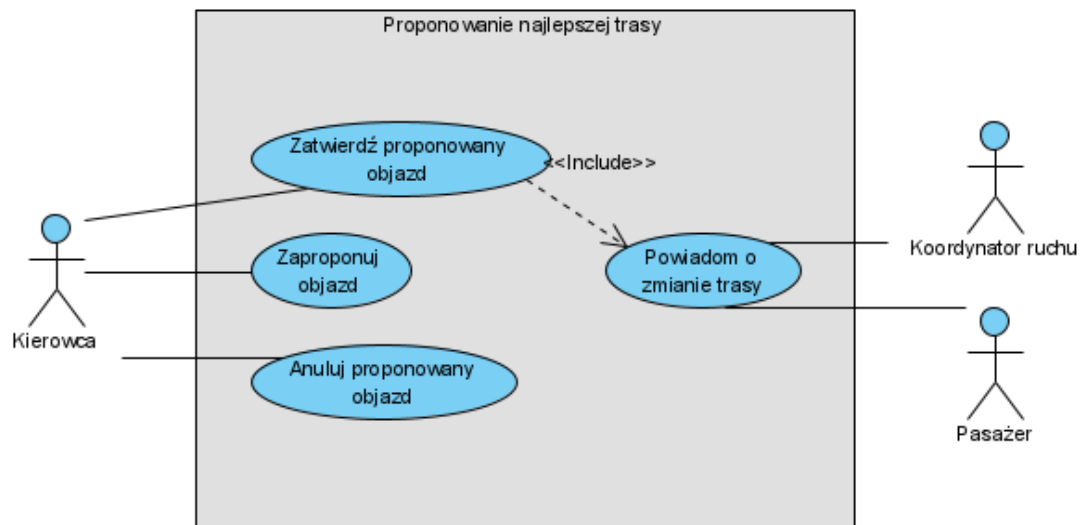 Proponowanie najlepszej trasy
Zatwierdź proponowany
objazd
<<Include>>
Zaproponuj
objazd
Powiadom o
zmianie trasy
Koordynator ruchu
Kierowca
Anuluj proponowany
objazd
Pasażer